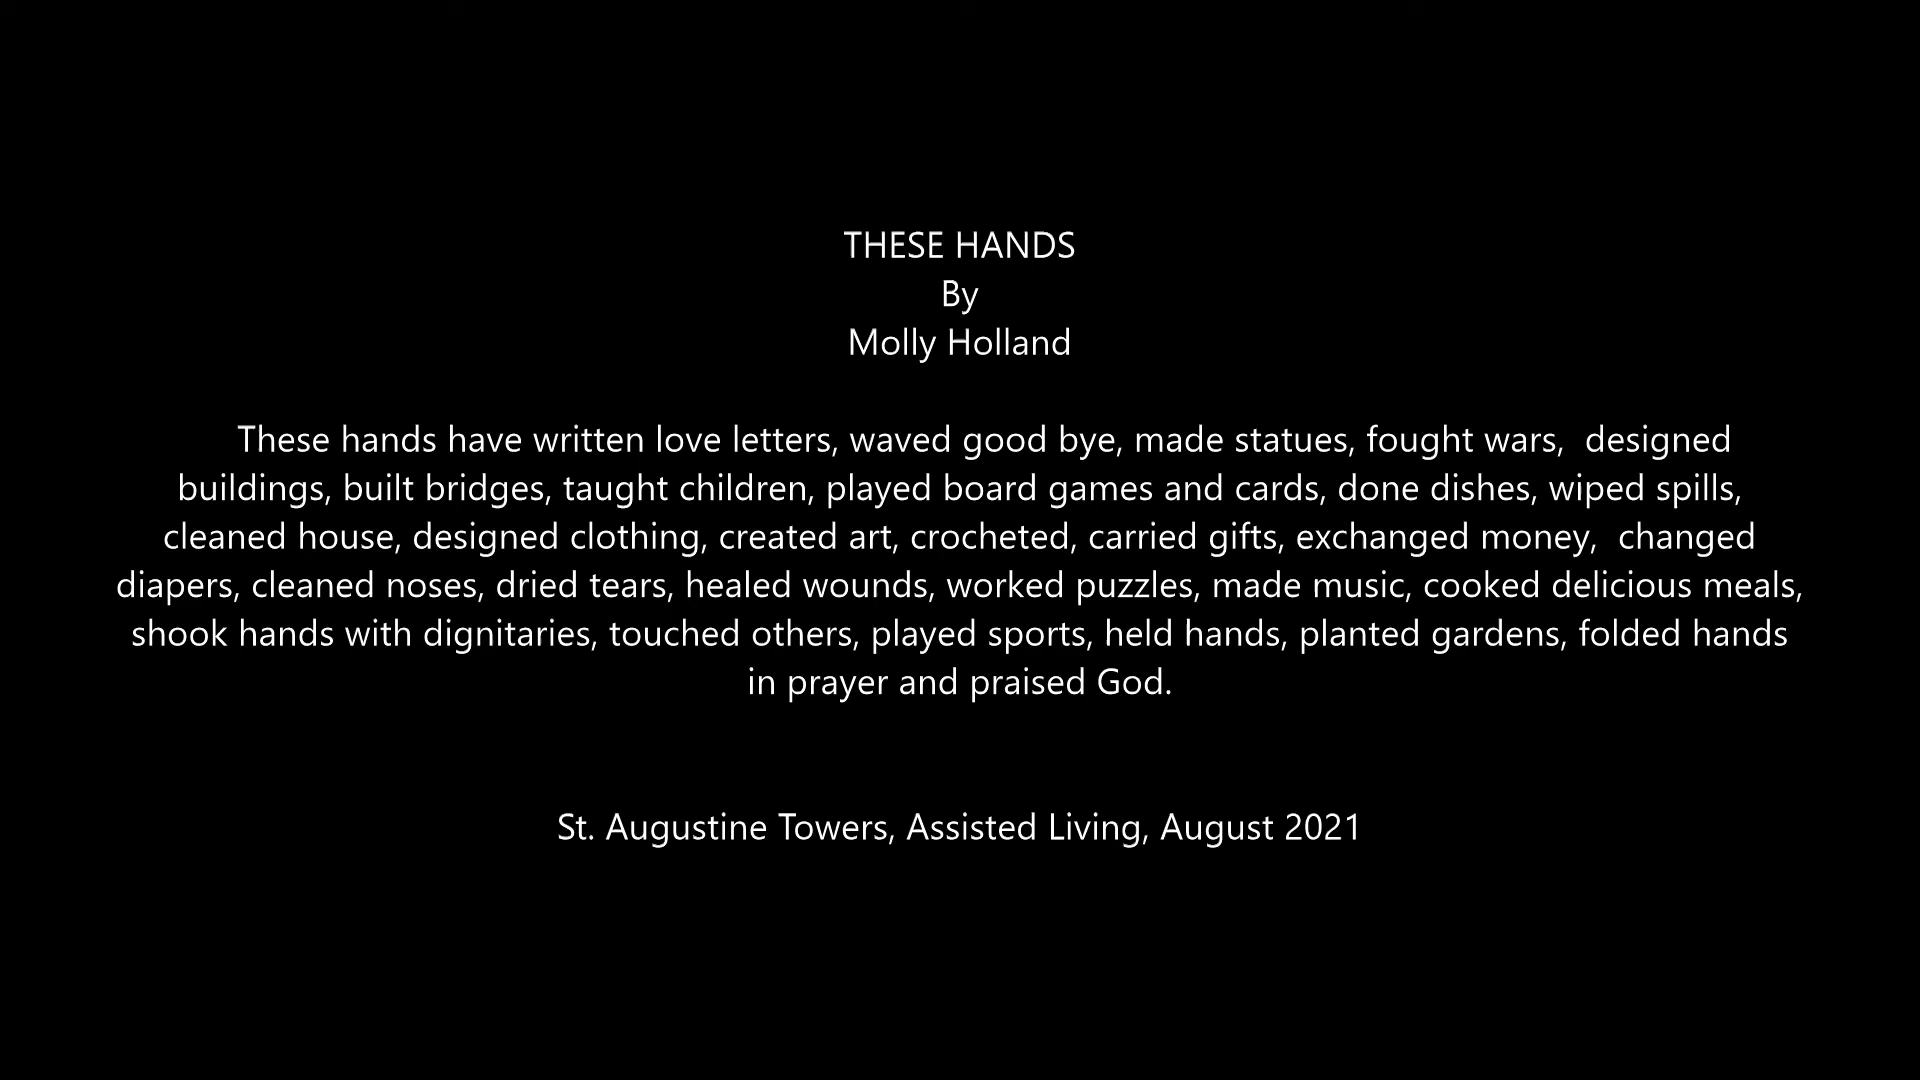 THESE HANDS
By
Molly Holland
These hands have written love letters, waved good bye, made statues, fought wars,  designed
buildings, built bridges, taught children, played board games and cards, done dishes, wiped spills,
cleaned house, designed clothing, created art, crocheted, carried gifts, exchanged money,  changed
diapers, cleaned noses, dried tears, healed wounds, worked puzzles, made music, cooked delicious meals,
shook hands with dignitaries, touched others, played sports, held hands, planted gardens, folded hands
in prayer and praised God.
St. Augustine Towers, Assisted Living, August 2021